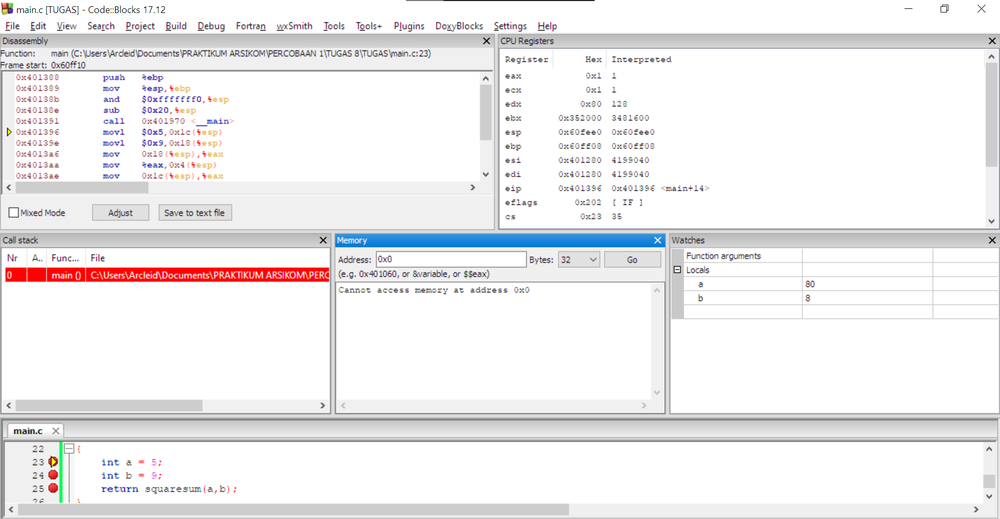 main.c [TUGAS] - Code::Blocks 17.12
File Edit View Search Project Build Debug Fortran wxSmith Tools Tools+ Plugins DoxyBlocks Settings Help
Disassembly
Function: main (C:\Users\Arcleid\Documents\PRAKTIKUM ARSIKOM\PERCOBAAN 1\TUGAS 8\TUGAS\main.c:23)
Frame start: 0x60ff10
0x401388 push %ebp
0x401389 mov %esp,%ebp
0x40138b and $0xfffffff0,%esp
0x40138e sub $0x20,%esp
0x401391 call 0x401970 <__main>
0x401396 movl $0x5,0x1c(%esp)
0x40139e movl $0x9,0x18(%esp)
0x4013a6 mov 0x18(%esp),%eax
0x4013aa mov %eax,0x4(%esp)
0x4013ae mov 0x1c(%esp),%eax
Mixed Mode Adjust Save to text file
CPU Registers
Register Hex Interpreted
eax 0x1 1
ecx 0x1 1
edx 0x80 128
ebx 0x352000 3481600
esp 0x60fee0 0x60fee0
ebp 0x60ff08 0x60ff08
esi 0x401280 4199040
edi 0x401280 4199040
eip 0x401396 0x401396 <main+14>
eflags 0x202 [ IF ]
cs 0x23 35
Call stack
Nr A.. Func... File
0 main () C:\Users\Arcleid\Documents\PRAKTIKUM ARSIKOM\PERC
Memory
Address: 0x0 Bytes: 32 Go
(e.g. 0x401060, or &variable, or $$eax)
Cannot access memory at address 0x0
Watches
Function arguments
Locals
a 80
b 8
main.c
22 {
23 int a = 5;
24 int b = 9;
25 return squaresum(a,b);
26 }